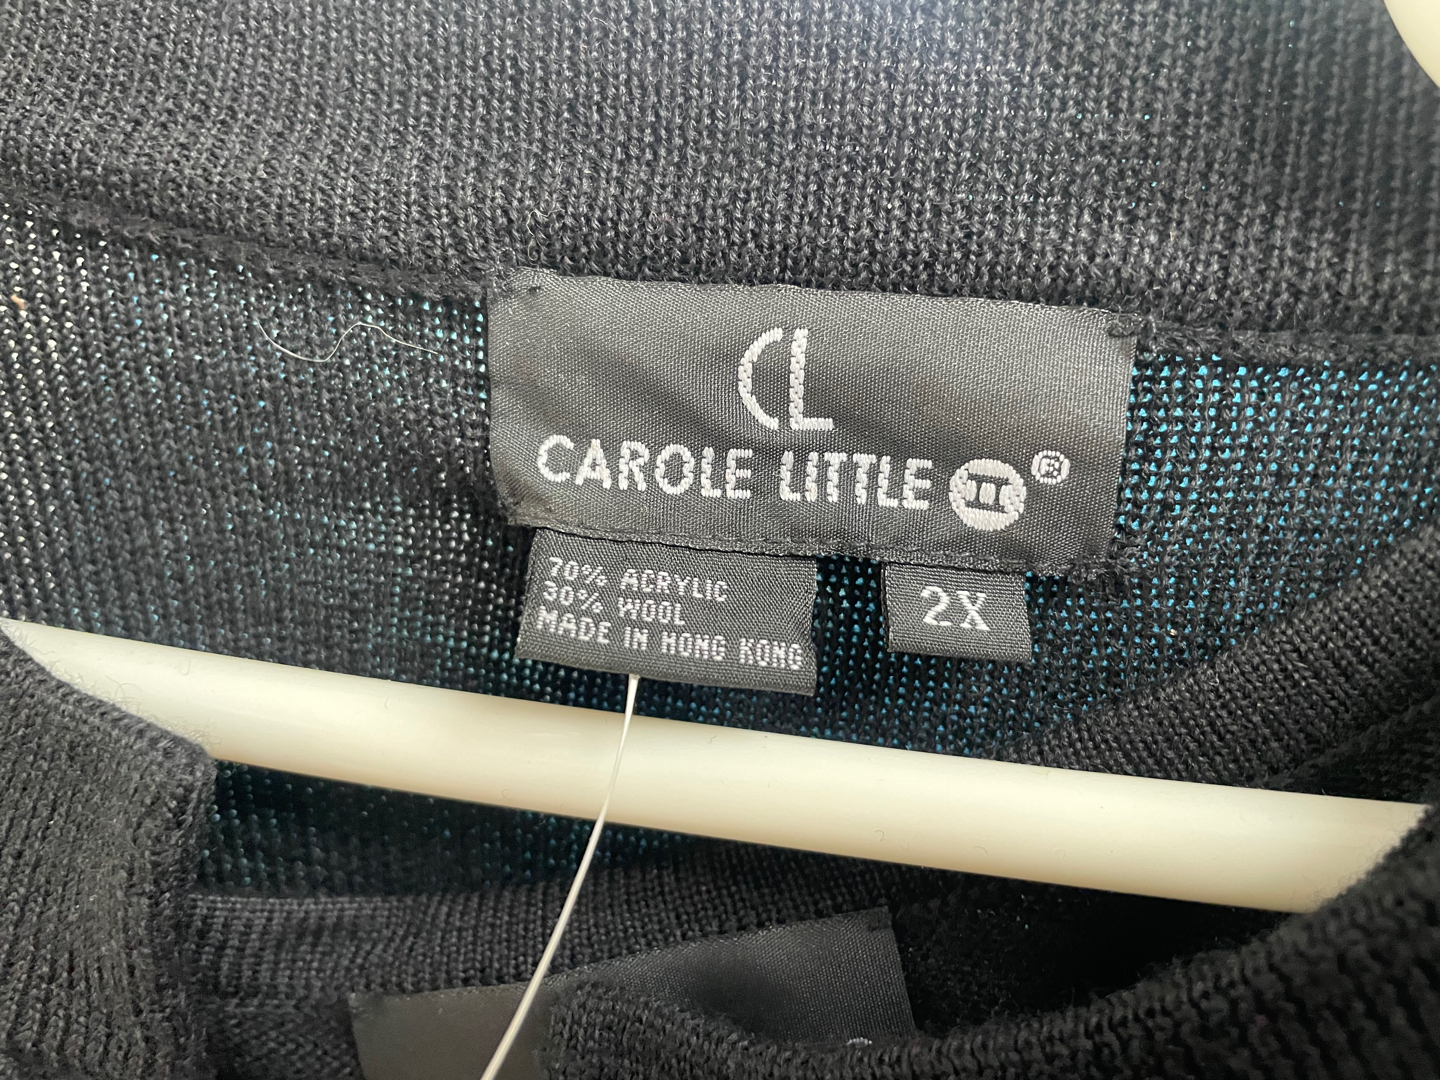 CL
CAROLE LITTLE II ®
70% ACRYLIC
30% WOOL
MADE IN HONG KONG
2X